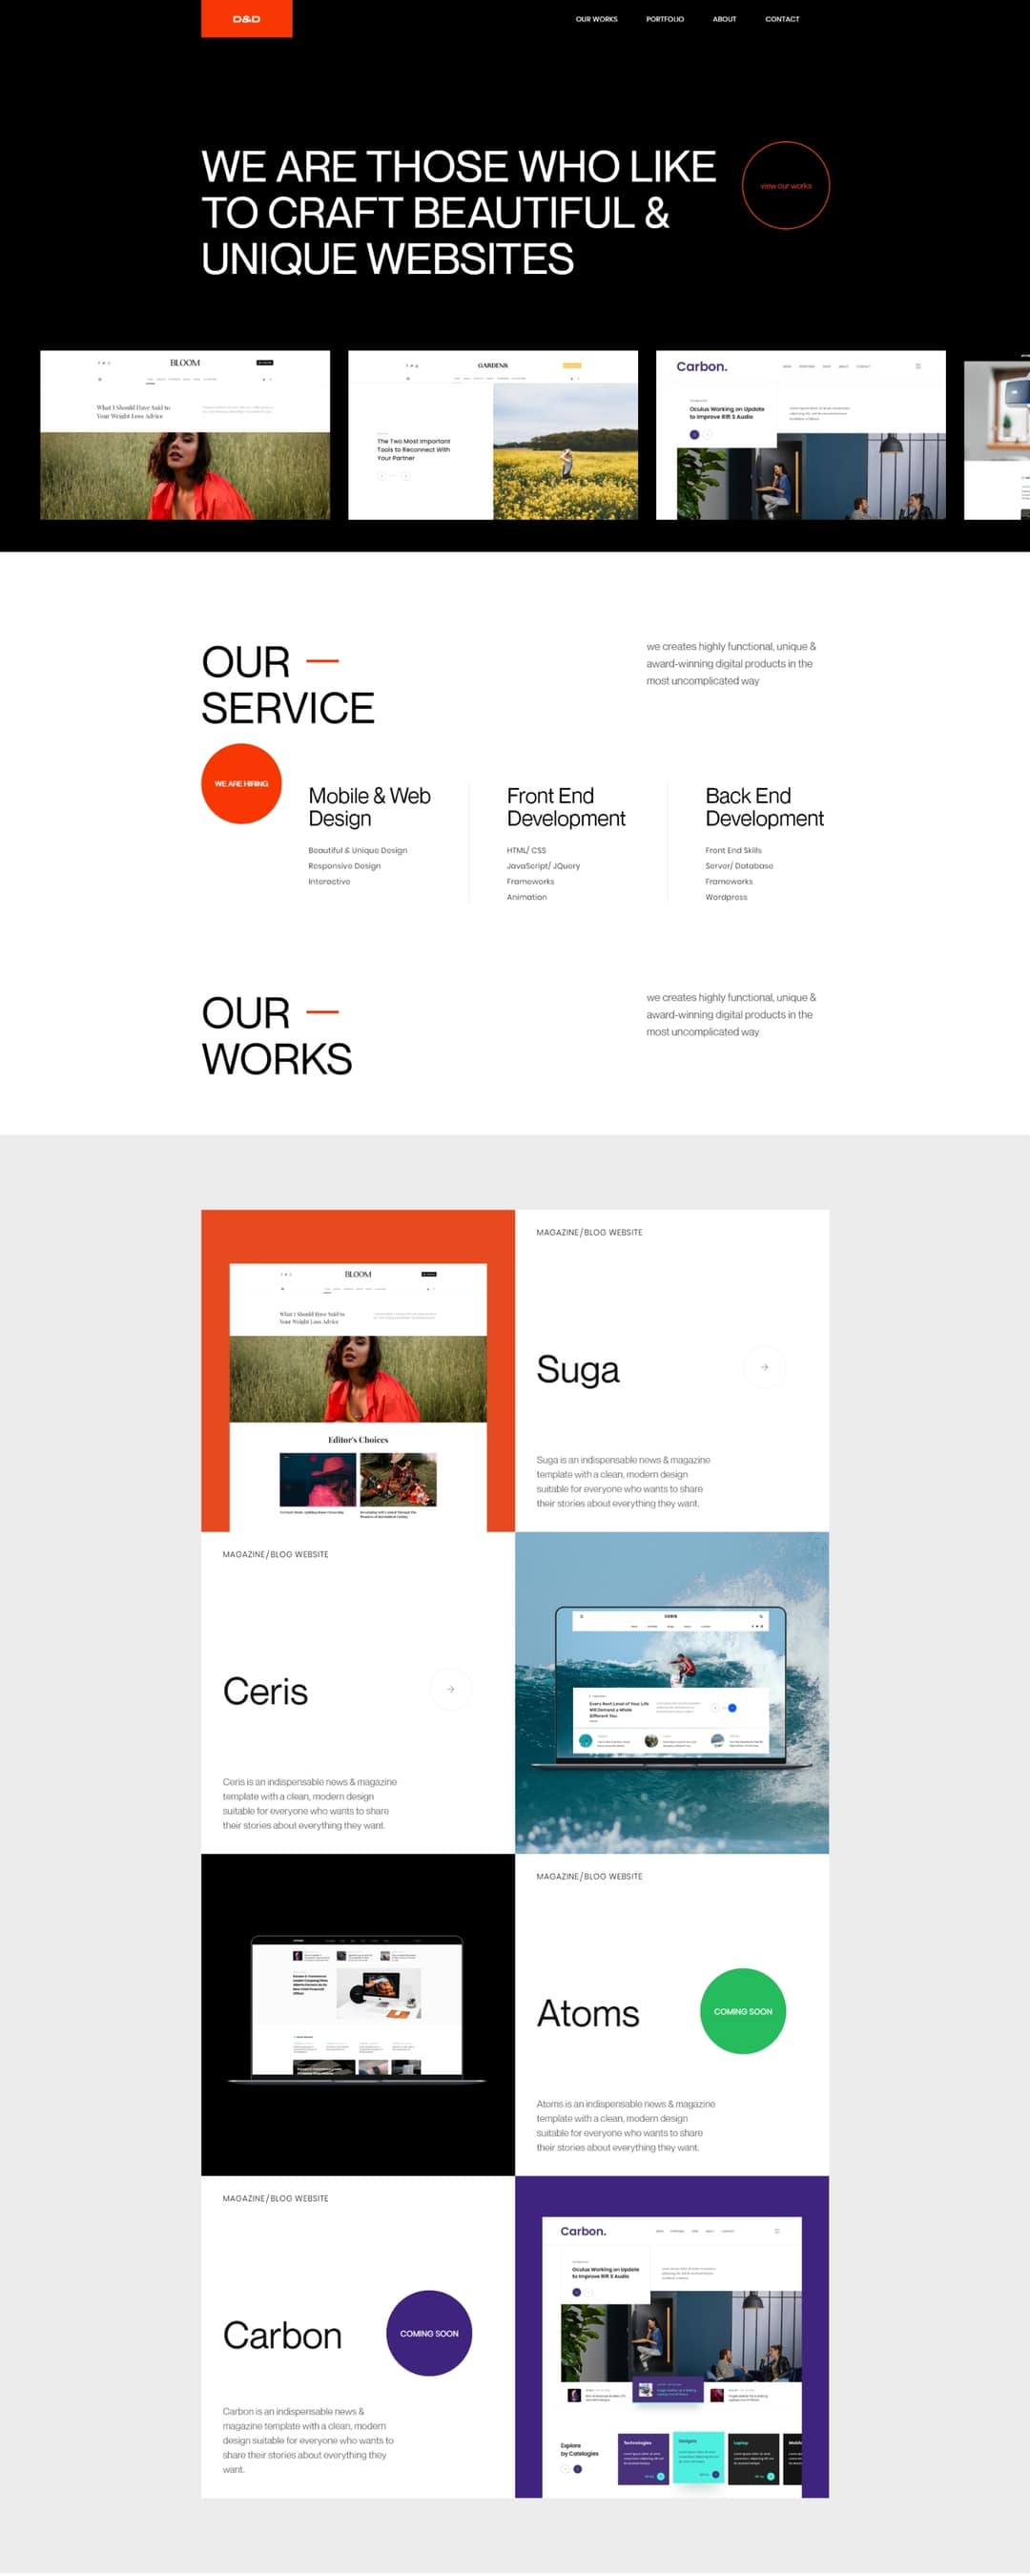 D&D
OUR WORKS
PORTFOLIO
ABOUT
CONTACT
WE ARE THOSE WHO LIKE
TO CRAFT BEAUTIFUL &
UNIQUE WEBSITES
view our works
BLOOM
What I Should Have Said to
Your Weight Loss Advice
GARDENS
The Two Most Important
Tools to Reconnect With
Your Partner
Carbon.
Oculus Working on Update
to Improve Rift S Audio
OUR
SERVICE
we creates highly functional, unique &
award-winning digital products in the
most uncomplicated way
WE ARE HIRING
Mobile & Web
Design
Beautiful & Unique Design
Responsive Design
Interactive
Front End
Development
HTML/ CSS
JavaScript/ JQuery
Frameworks
Animation
Back End
Development
Front End Skills
Server/ Database
Frameworks
Wordpress
OUR
WORKS
we creates highly functional, unique &
award-winning digital products in the
most uncomplicated way
BLOOM
What I Should Have Said to
Your Weight Loss Advice
Editor's Choices
MAGAZINE/BLOG WEBSITE
Suga
Suga is an indispensable news & magazine
template with a clean, modern design
suitable for everyone who wants to share
their stories about everything they want.
MAGAZINE/BLOG WEBSITE
Ceris
Ceris is an indispensable news & magazine
template with a clean, modern design
suitable for everyone who wants to share
their stories about everything they want.
CERIS
Every Next Level of Your Life
Will Demand a Whole
Different You
MAGAZINE/BLOG WEBSITE
Atoms
COMING SOON
Atoms is an indispensable news & magazine
template with a clean, modern design
suitable for everyone who wants to share
their stories about everything they want.
MAGAZINE/BLOG WEBSITE
Carbon
COMING SOON
Carbon is an indispensable news &
magazine template with a clean, modern
design suitable for everyone who wants to
share their stories about everything they
want.
Carbon.
Oculus Working on Update
to Improve Rift S Audio
Explore
by Categories
Technologies
Gadgets
Laptop